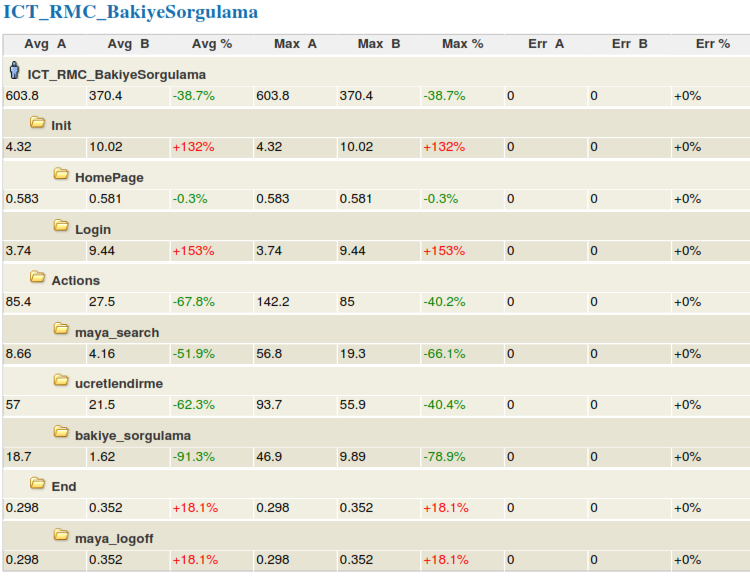 ICT_RMC_BakiyeSorgulama
Avg A Avg B Avg % Max A Max B Max % Err A Err B Err %
ICT_RMC_BakiyeSorgulama
603.8 370.4 -38.7% 603.8 370.4 -38.7% 0 0 +0%
Init
4.32 10.02 +132% 4.32 10.02 +132% 0 0 +0%
HomePage
0.583 0.581 -0.3% 0.583 0.581 -0.3% 0 0 +0%
Login
3.74 9.44 +153% 3.74 9.44 +153% 0 0 +0%
Actions
85.4 27.5 -67.8% 142.2 85 -40.2% 0 0 +0%
maya_search
8.66 4.16 -51.9% 56.8 19.3 -66.1% 0 0 +0%
ucretlendirme
57 21.5 -62.3% 93.7 55.9 -40.4% 0 0 +0%
bakiye_sorgulama
18.7 1.62 -91.3% 46.9 9.89 -78.9% 0 0 +0%
End
0.298 0.352 +18.1% 0.298 0.352 +18.1% 0 0 +0%
maya_logoff
0.298 0.352 +18.1% 0.298 0.352 +18.1% 0 0 +0%